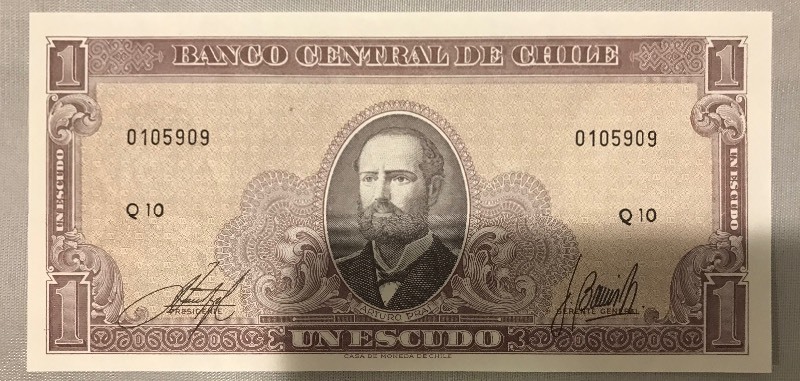 1 BANCO CENTRAL DE CHILE 1
0105909 0105909
UN ESCUDO UN ESCUDO
Q 10 Q 10
ARTURO PRAT
PRESIDENTE GERENTE GENERAL
1 UN ESCUDO 1
CASA DE MONEDA DE CHILE